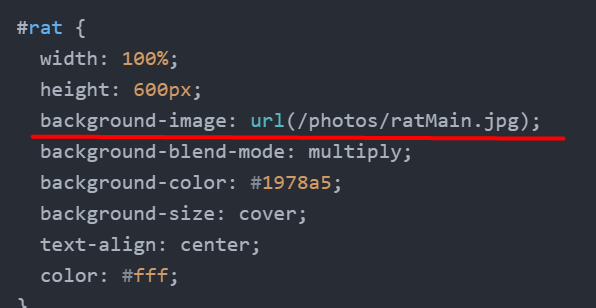 #rat {
width: 100%;
height: 600px;
background-image: url(/photos/ratMain.jpg);
background-blend-mode: multiply;
background-color: #1978a5;
background-size: cover;
text-align: center;
color: #fff;
}